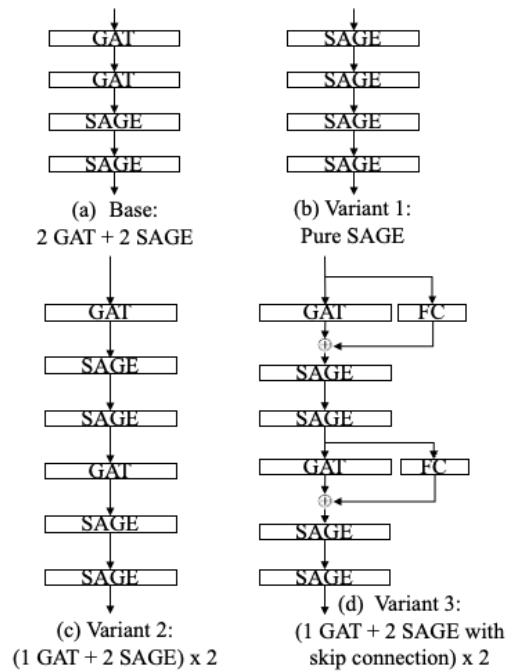 GAT
GAT
SAGE
SAGE
(a) Base:
2 GAT + 2 SAGE
SAGE
SAGE
SAGE
SAGE
(b) Variant 1:
Pure SAGE
GAT
SAGE
SAGE
GAT
SAGE
SAGE
(c) Variant 2:
(1 GAT + 2 SAGE) x 2
GAT FC
SAGE
SAGE
GAT FC
SAGE
SAGE
(d) Variant 3:
(1 GAT + 2 SAGE with
skip connection) x 2